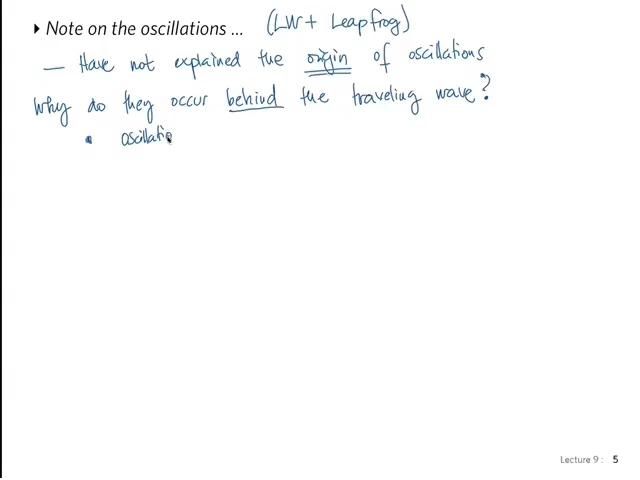 ▸ Note on the oscillations ... (LW + Leapfrog)
— Have not explained the origin of oscillations
Why do they occur behind the traveling wave?
• oscillatio
Lecture 9 : 5